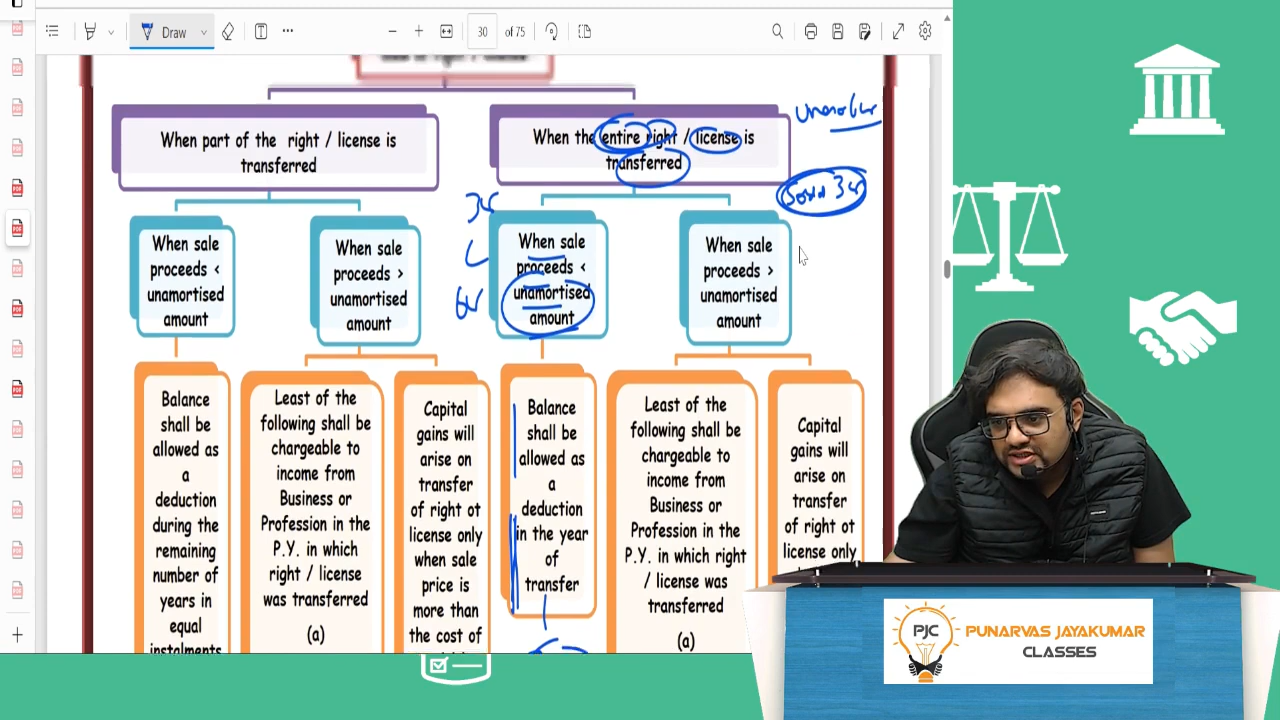 Draw
30
of 75
When part of the right / license is
transferred
When the entire right / license is
transferred
Sold 3cr
3cr
<
6cr
When sale
proceeds <
unamortised
amount
When sale
proceeds >
unamortised
amount
When sale
proceeds <
unamortised
amount
When sale
proceeds >
unamortised
amount
Balance
shall be
allowed as
a
deduction
during the
remaining
number of
years in
equal
instalments
Least of the
following shall be
chargeable to
income from
Business or
Profession in the
P.Y. in which
right / license
was transferred
(a)
Capital
gains will
arise on
transfer
of right ot
license only
when sale
price is
more than
the cost of
Balance
shall be
allowed as
a
deduction
in the year
of
transfer
Least of the
following shall be
chargeable to
income from
Business or
Profession in the
P.Y. in which right
/ license was
transferred
(a)
Capital
gains will
arise on
transfer
of right ot
license only
PJC
PUNARVAS JAYAKUMAR
CLASSES